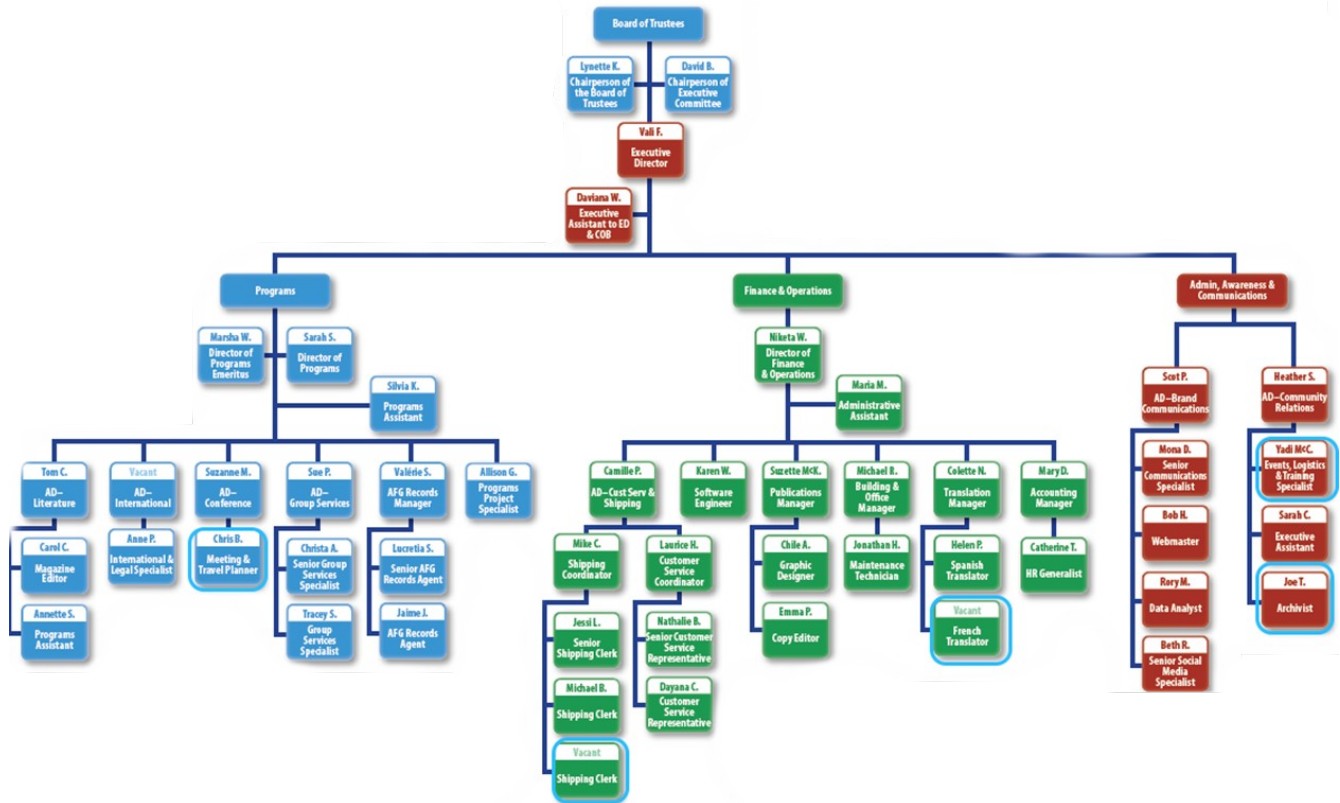 Board of Trustees
Lynette K.
Chairperson of
the Board of
Trustees
David B.
Chairperson of
Executive
Committee
Vali F.
Executive
Director
Daviana W.
Executive
Assistant to ED
& COB
Programs
Marsha W.
Director of
Programs
Emeritus
Sarah S.
Director of
Programs
Silvia K.
Programs
Assistant
Tom C.
AD–
Literature
Carol C.
Magazine
Editor
Annette S.
Programs
Assistant
Vacant
AD–
International
Anne P.
International &
Legal Specialist
Suzanne M.
AD–
Conference
Chris B.
Meeting &
Travel Planner
Sue P.
AD–
Group Services
Christa A.
Senior Group
Services
Specialist
Tracey S.
Group
Services
Specialist
Valérie S.
AFG Records
Manager
Lucretia S.
Senior AFG
Records Agent
Jaime J.
AFG Records
Agent
Allison G.
Programs
Project
Specialist
Finance & Operations
Niketa W.
Director of
Finance
& Operations
Maria M.
Administrative
Assistant
Camille P.
AD–Cust Serv &
Shipping
Mike C.
Shipping
Coordinator
Jessi L.
Senior
Shipping Clerk
Michael B.
Shipping Clerk
Vacant
Shipping Clerk
Laurice H.
Customer
Service
Coordinator
Nathalie B.
Senior Customer
Service
Representative
Dayana C.
Customer
Service
Representative
Karen W.
Software
Engineer
Suzette McK.
Publications
Manager
Chile A.
Graphic
Designer
Emma P.
Copy Editor
Michael R.
Building &
Office
Manager
Jonathan H.
Maintenance
Technician
Colette N.
Translation
Manager
Helen P.
Spanish
Translator
Vacant
French
Translator
Mary D.
Accounting
Manager
Catherine T.
HR Generalist
Admin, Awareness &
Communications
Scot P.
AD–Brand
Communications
Mona D.
Senior
Communications
Specialist
Bob H.
Webmaster
Rory M.
Data Analyst
Beth R.
Senior Social
Media
Specialist
Heather S.
AD–Community
Relations
Yadi McC.
Events, Logistics
& Training
Specialist
Sarah C.
Executive
Assistant
Joe T.
Archivist